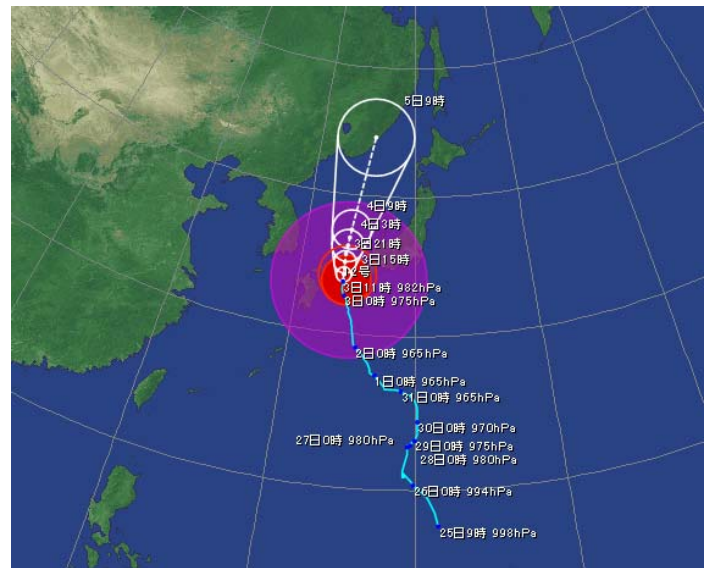 5日9時
4日9時
4日3時
3日21時
3日15時
2号
3日11時 982hPa
3日0時 975hPa
2日0時 965hPa
1日0時 965hPa
31日0時 965hPa
30日0時 970hPa
27日0時 980hPa
29日0時 975hPa
28日0時 980hPa
26日0時 994hPa
25日9時 998hPa